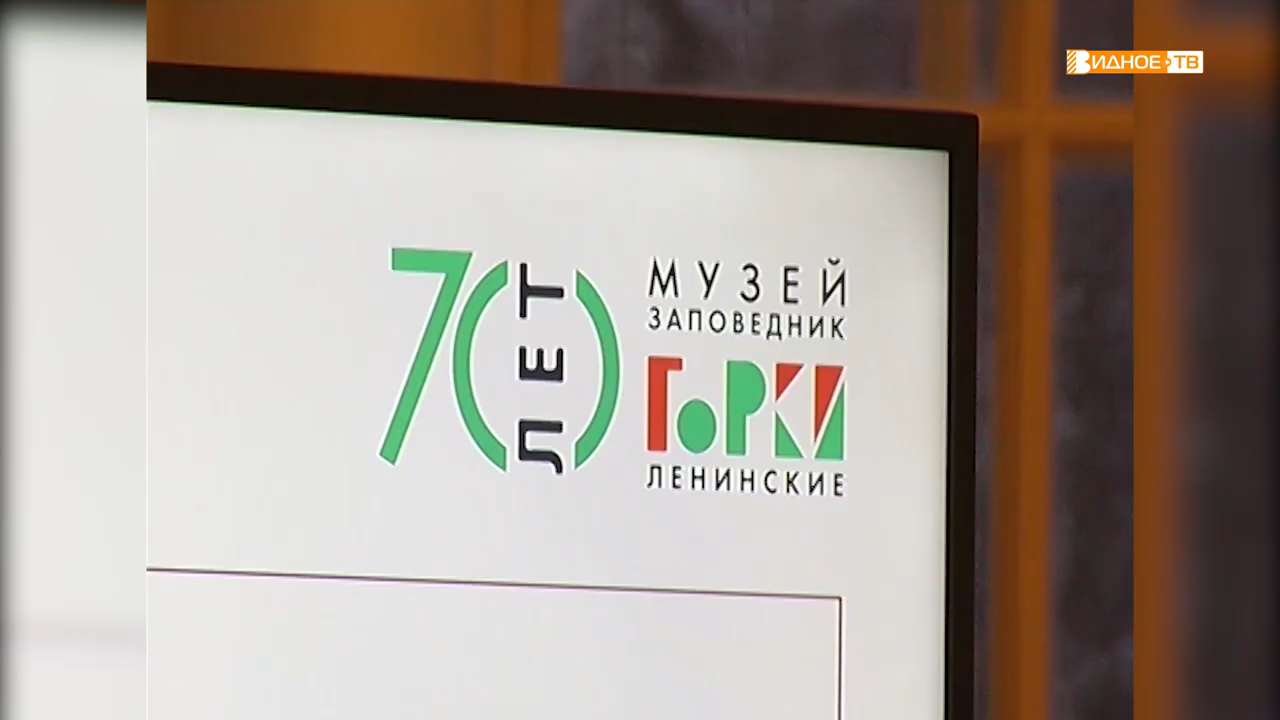 ВИДНОЕ ТВ
70 ЛЕТ
МУЗЕЙ
ЗАПОВЕДНИК
ГОРКИ
ЛЕНИНСКИЕ